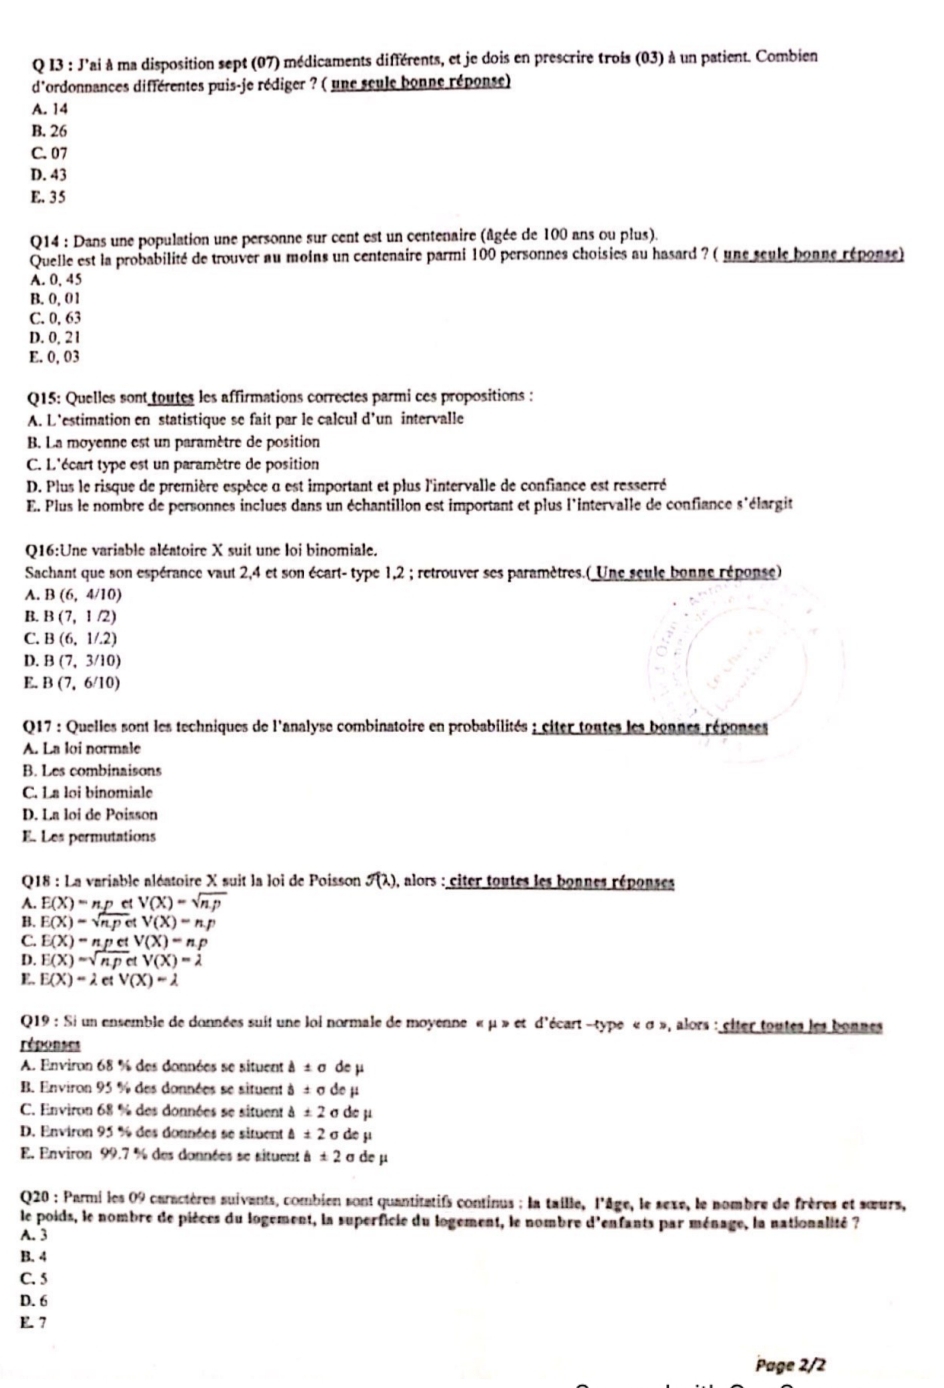 Q 13 : J'ai à ma disposition sept (07) médicaments différents, et je dois en prescrire trois (03) à un patient. Combien
d'ordonnances différentes puis-je rédiger ? ( une seule bonne réponse)
A. 14
B. 26
C. 07
D. 43
E. 35
Q14 : Dans une population une personne sur cent est un centenaire (âgée de 100 ans ou plus).
Quelle est la probabilité de trouver au moins un centenaire parmi 100 personnes choisies au hasard ? ( une seule bonne réponse)
A. 0, 45
B. 0, 01
C. 0, 63
D. 0, 21
E. 0, 03
Q15: Quelles sont toutes les affirmations correctes parmi ces propositions :
A. L'estimation en statistique se fait par le calcul d'un intervalle
B. La moyenne est un paramètre de position
C. L'écart type est un paramètre de position
D. Plus le risque de première espèce α est important et plus l'intervalle de confiance est resserré
E. Plus le nombre de personnes inclues dans un échantillon est important et plus l'intervalle de confiance s'élargit
Q16:Une variable aléatoire X suit une loi binomiale.
Sachant que son espérance vaut 2,4 et son écart- type 1,2 ; retrouver ses paramètres.( Une seule bonne réponse)
A. B (6, 4/10)
B. B (7, 1 /2)
C. B (6, 1/.2)
D. B (7, 3/10)
E. B (7, 6/10)
Q17 : Quelles sont les techniques de l'analyse combinatoire en probabilités ; citer toutes les bonnes réponses
A. La loi normale
B. Les combinaisons
C. La loi binomiale
D. La loi de Poisson
E. Les permutations
Q18 : La variable aléatoire X suit la loi de Poisson 𝒫(λ), alors : citer toutes les bonnes réponses
A. E(X) = n.p et V(X) = √n.p
B. E(X) = √n.p et V(X) = n.p
C. E(X) = n.p et V(X) = n.p
D. E(X) =√n.p et V(X) = λ
E. E(X) = λ et V(X) = λ
Q19 : Si un ensemble de données suit une loi normale de moyenne « μ » et d'écart –type « σ », alors : citer toutes les bonnes
réponses
A. Environ 68 % des données se situent à ± σ de μ
B. Environ 95 % des données se situent à ± σ de μ
C. Environ 68 % des données se situent à ± 2 σ de μ
D. Environ 95 % des données se situent à ± 2 σ de μ
E. Environ 99.7 % des données se situent à ± 2 σ de μ
Q20 : Parmi les 09 caractères suivants, combien sont quantitatifs continus : la taille, l'âge, le sexe, le nombre de frères et sœurs,
le poids, le nombre de pièces du logement, la superficie du logement, le nombre d'enfants par ménage, la nationalité ?
A. 3
B. 4
C. 5
D. 6
E. 7
Page 2/2